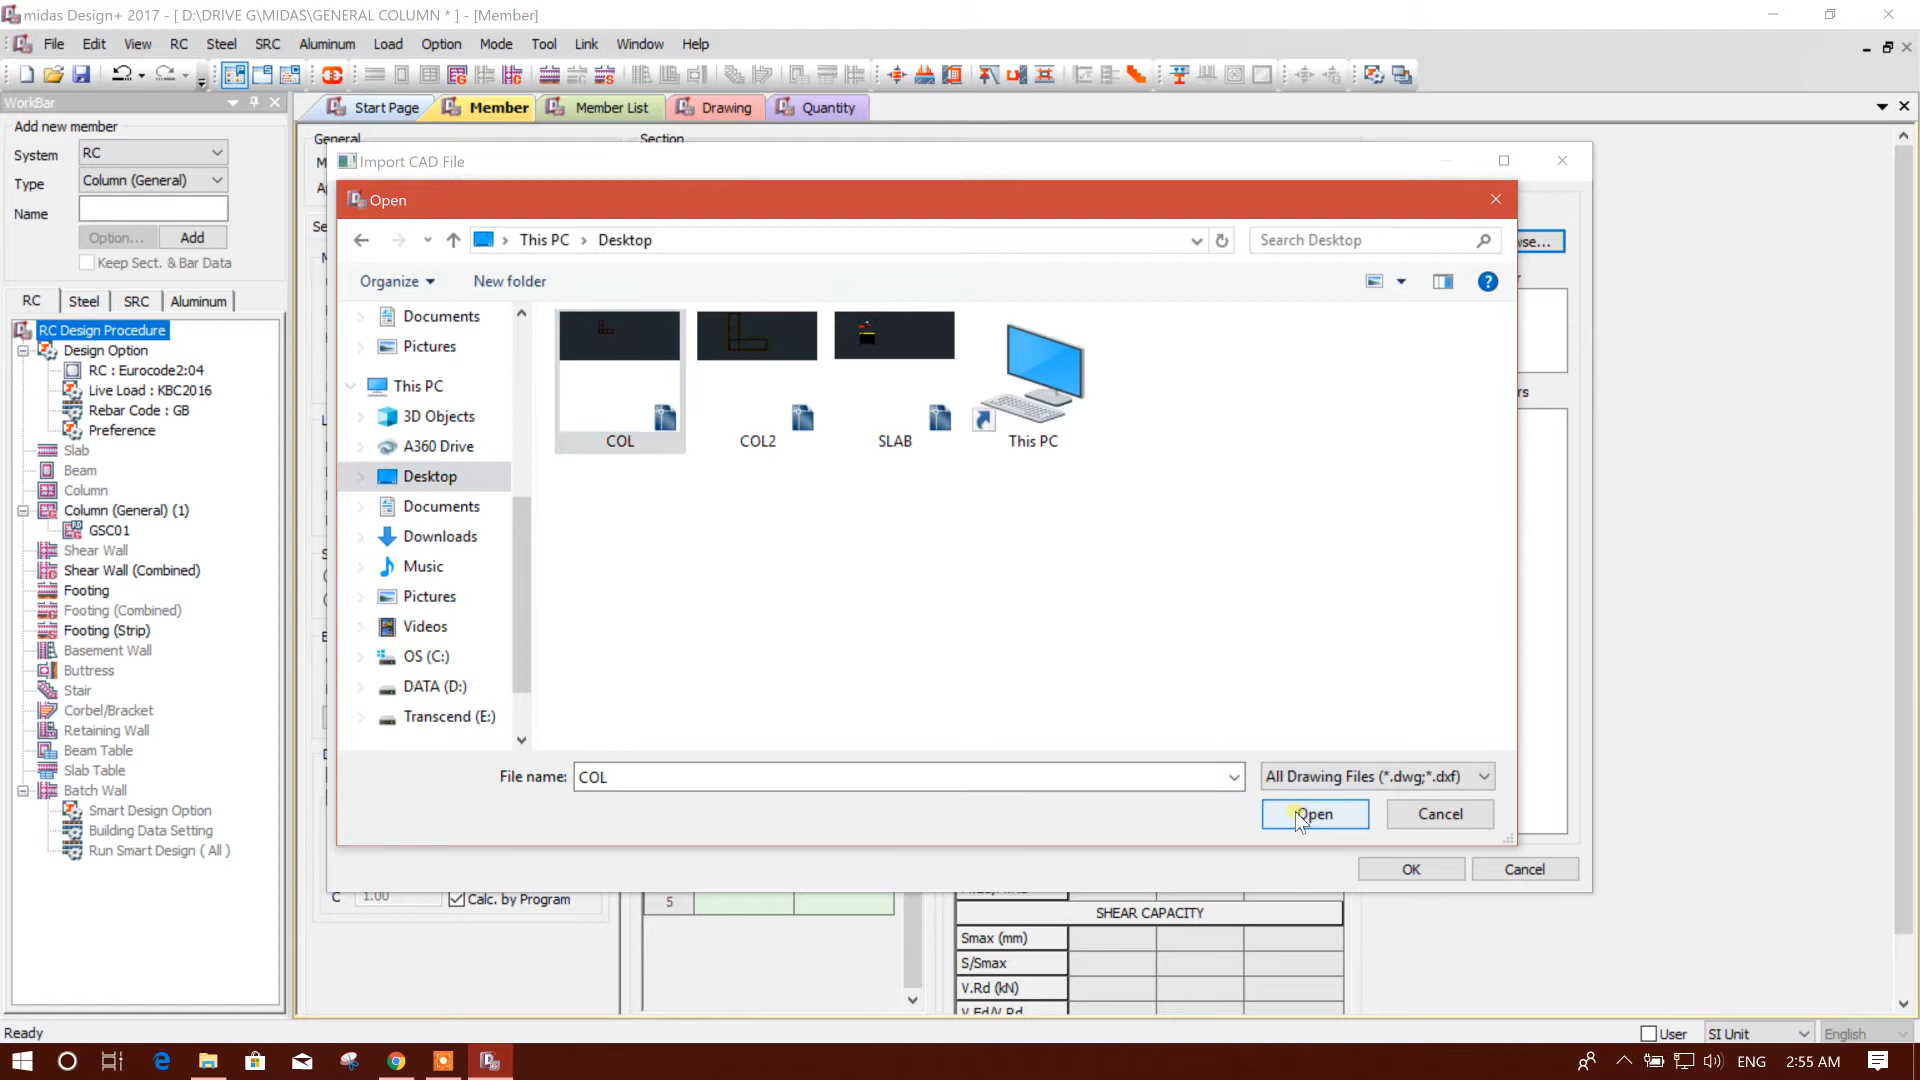 midas Design+ 2017 - [ D:\DRIVE G\MIDAS\GENERAL COLUMN * ] - [Member]
File Edit View RC Steel SRC Aluminum Load Option Mode Tool Link Window Help
WorkBar
Start Page Member Member List Drawing Quantity
Add new member
System RC
Type Column (General)
Name
Option... Add
Keep Sect. & Bar Data
RC Steel SRC Aluminum
RC Design Procedure
Design Option
RC : Eurocode2:04
Live Load : KBC2016
Rebar Code : GB
Preference
Slab
Beam
Column
Column (General) (1)
GSC01
Shear Wall
Shear Wall (Combined)
Footing
Footing (Combined)
Footing (Strip)
Basement Wall
Buttress
Stair
Corbel/Bracket
Retaining Wall
Beam Table
Slab Table
Batch Wall
Smart Design Option
Building Data Setting
Run Smart Design ( All )
General Section
Import CAD File
Open
This PC Desktop
Search Desktop
Organize New folder
Documents
Pictures
This PC
3D Objects
A360 Drive
Desktop
Documents
Downloads
Music
Pictures
Videos
OS (C:)
DATA (D:)
Transcend (E:)
COL COL2 SLAB This PC
File name: COL All Drawing Files (*.dwg;*.dxf)
Open Cancel
OK Cancel
C 1.00 Calc. by Program
5
SHEAR CAPACITY
Smax (mm)
S/Smax
V.Rd (kN)
V.Ed/V.Rd
Ready User SI Unit English
ENG 2:55 AM